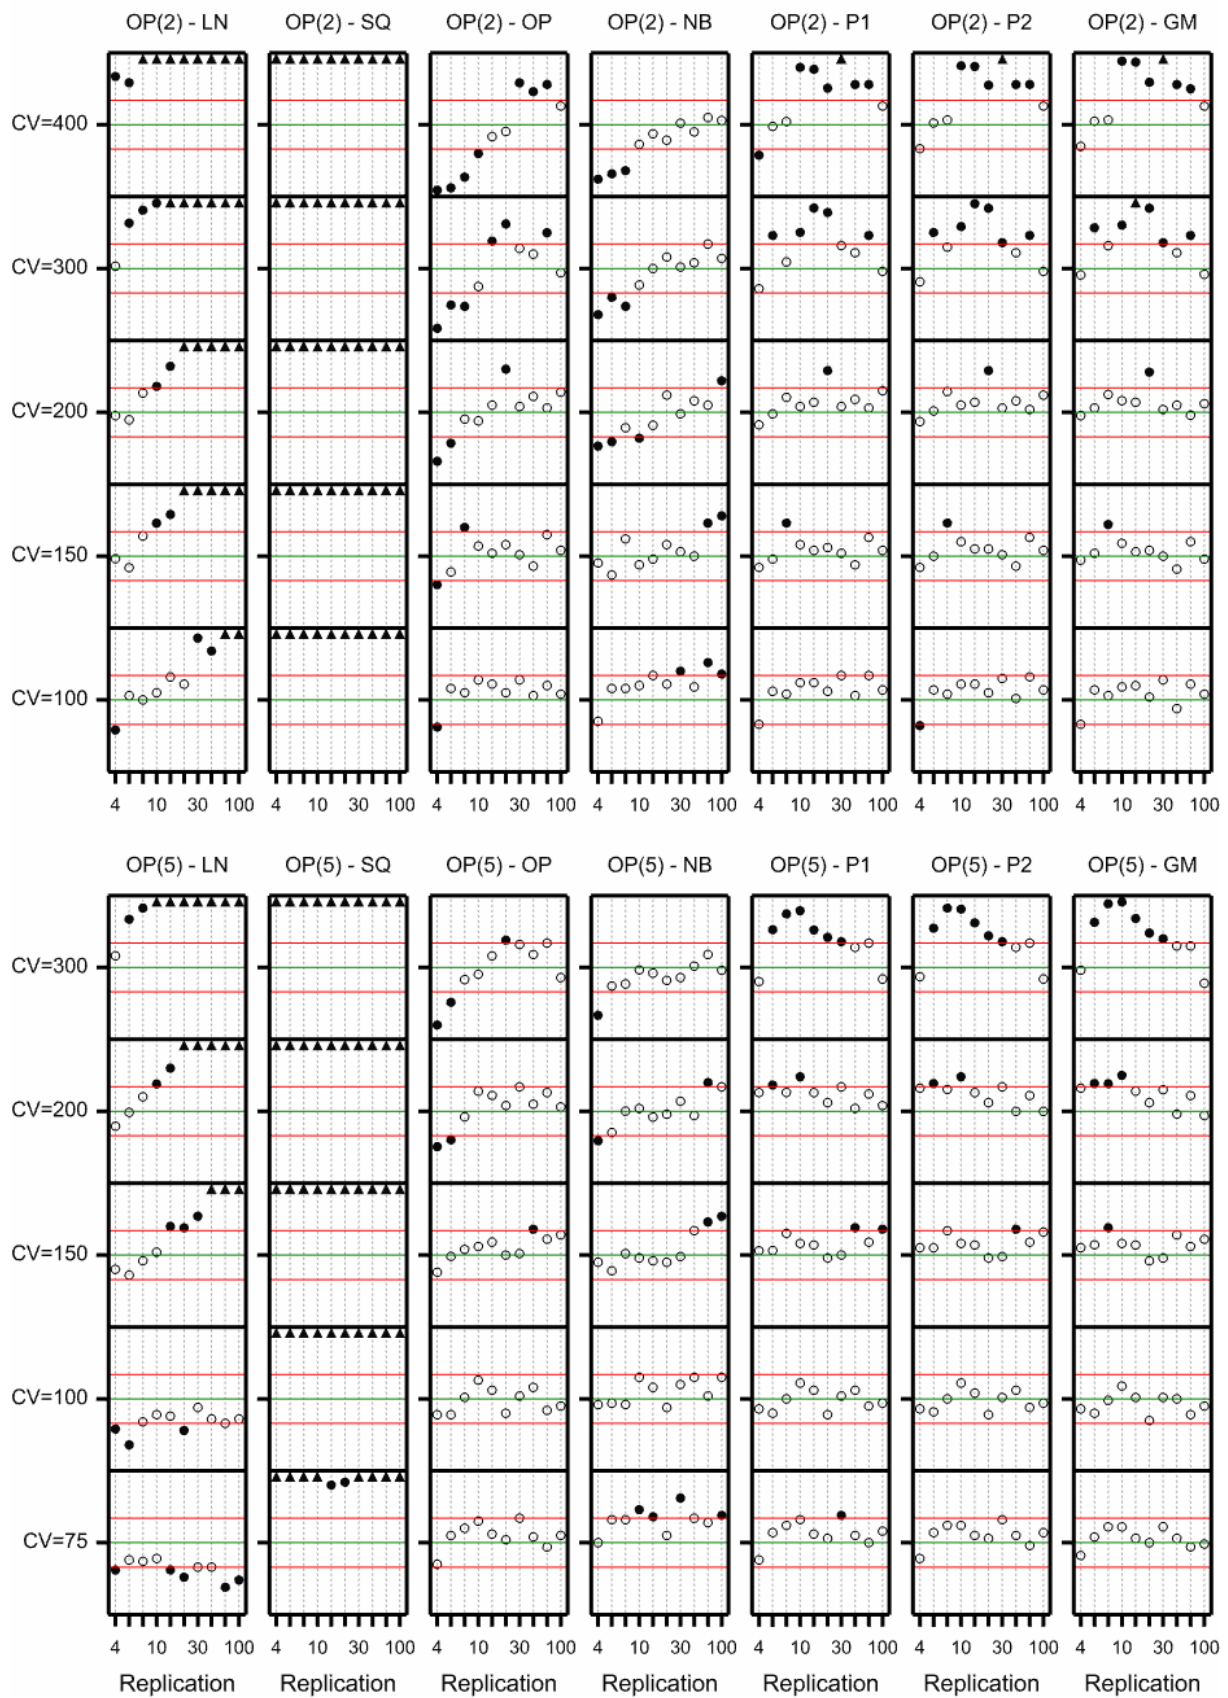 OP(2) - LN OP(2) - SQ OP(2) - OP OP(2) - NB OP(2) - P1 OP(2) - P2 OP(2) - GM
CV=400
CV=300
CV=200
CV=150
CV=100
4 10 30 100 4 10 30 100 4 10 30 100 4 10 30 100 4 10 30 100 4 10 30 100 4 10 30 100
OP(5) - LN OP(5) - SQ OP(5) - OP OP(5) - NB OP(5) - P1 OP(5) - P2 OP(5) - GM
CV=300
CV=200
CV=150
CV=100
CV=75
4 10 30 100 4 10 30 100 4 10 30 100 4 10 30 100 4 10 30 100 4 10 30 100 4 10 30 100
Replication Replication Replication Replication Replication Replication Replication